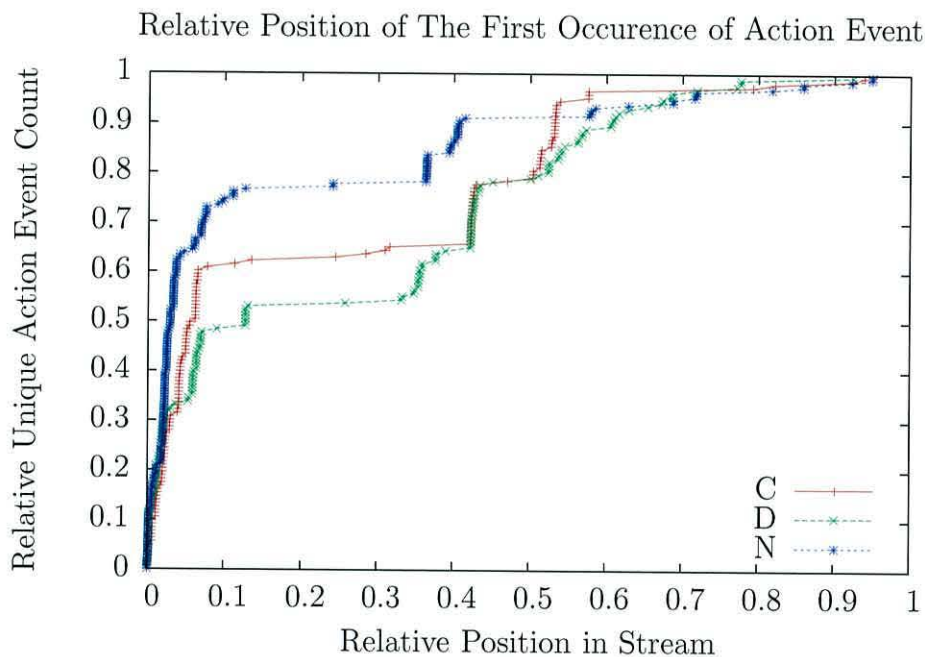 Relative Position of The First Occurence of Action Event
Relative Unique Action Event Count
1
0.9
0.8
0.7
0.6
0.5
0.4
0.3
0.2
0.1
0
0 0.1 0.2 0.3 0.4 0.5 0.6 0.7 0.8 0.9 1
Relative Position in Stream
C
D
N